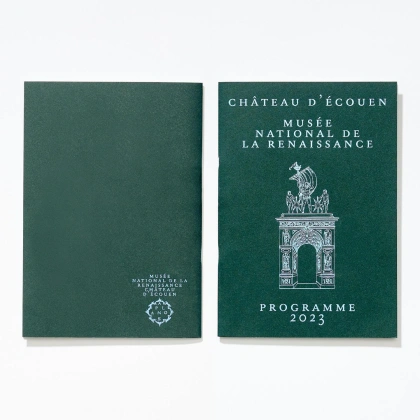 MUSÉE
NATIONAL DE LA
RENAISSANCE
CHÂTEAU
D'ÉCOUEN
CHÂTEAU D'ÉCOUEN
MUSÉE
NATIONAL DE
LA RENAISSANCE
PROGRAMME
2023